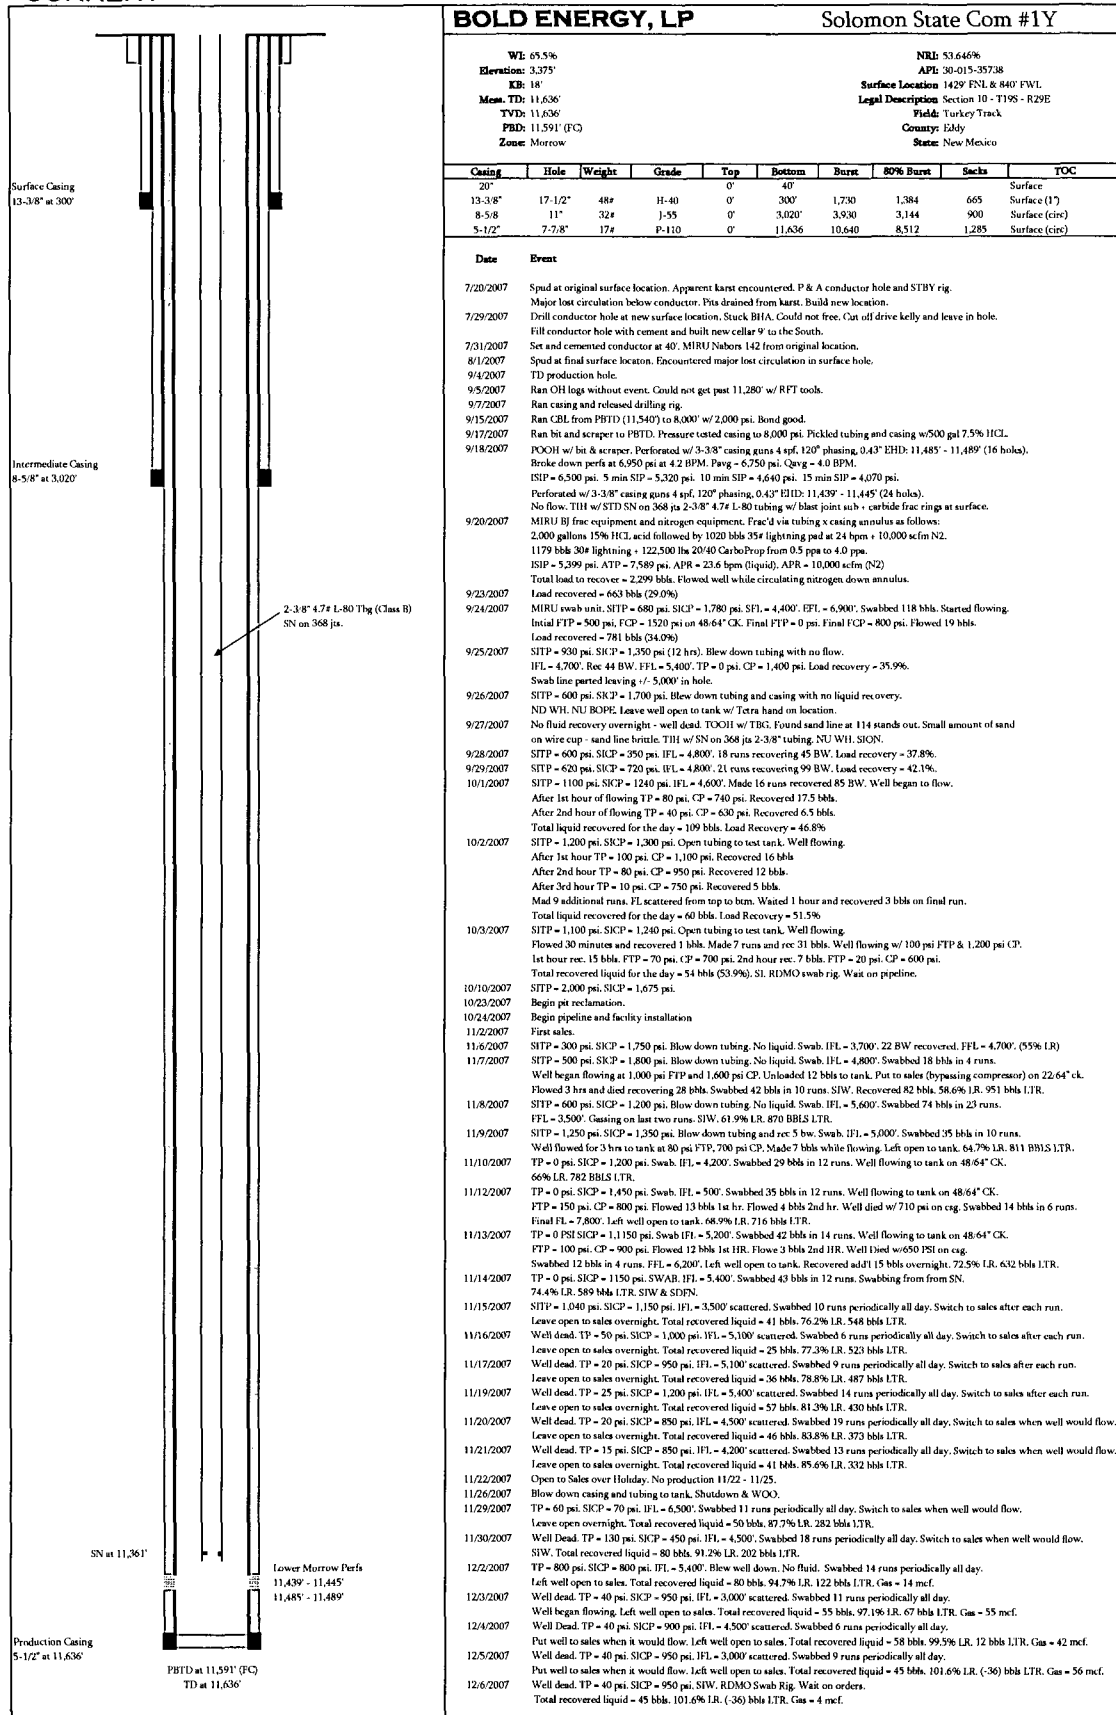 BOLD ENERGY, LP Solomon State Com #1Y
WI: 65.5% NRI: 53.646%
Elevation: 3,375' API: 30-015-35738
KB: 18' Surface Location 1429' FNL & 840' FWL
Meas. TD: 11,636' Legal Description Section 10 - T19S - R29E
TVD: 11,636' Field: Turkey Track
PBD: 11,591' (FC) County: Eddy
Zone: Morrow State: New Mexico
Casing Hole Weight Grade Top Bottom Burst 80% Burst Sacks TOC
20" 0' 40' Surface
13-3/8" 17-1/2" 48# H-40 0' 300' 1,730 1,384 665 Surface (1")
8-5/8 11" 32# J-55 0' 3,020' 3,930 3,144 900 Surface (circ)
5-1/2" 7-7/8" 17# P-110 0' 11,636 10,640 8,512 1,285 Surface (circ)
Date Event
7/20/2007 Spud at original surface location. Apparent karst encountered. P & A conductor hole and STBY rig.
Major lost circulation below conductor. Pits drained from karst. Build new location.
7/29/2007 Drill conductor hole at new surface location. Stuck BHA. Could not free. Cut off drive kelly and leave in hole.
Fill conductor hole with cement and built new cellar 9' to the South.
7/31/2007 Set and cemented conductor at 40'. MIRU Nabors 142 from original location.
8/1/2007 Spud at final surface locaton. Encountered major lost circulation in surface hole.
9/4/2007 TD production hole.
9/5/2007 Ran OH logs without event. Could not get past 11,280' w/ RFT tools.
9/7/2007 Ran casing and released drilling rig.
9/15/2007 Ran CBL from PBTD (11,540') to 8,000' w/ 2,000 psi. Bond good.
9/17/2007 Run bit and scraper to PBTD. Pressure tested casing to 8,000 psi. Pickled tubing and casing w/500 gal 7.5% HCL.
9/18/2007 POOH w/ bit & scraper. Perforated w/ 3-3/8" casing guns 4 spf, 120° phasing, 0.43" EHD: 11,485' - 11,489' (16 holes).
Broke down perfs at 6,950 psi at 4.2 BPM. Pavg = 6,750 psi. Qavg = 4.0 BPM.
ISIP = 6,500 psi. 5 min SIP = 5,320 psi. 10 min SIP = 4,640 psi. 15 min SIP = 4,070 psi.
Perforated w/ 3-3/8" casing guns 4 spf, 120° phasing, 0.43" EHD: 11,439' - 11,445' (24 holes).
No flow. TIH w/ STD SN on 368 jts 2-3/8" 4.7# L-80 tubing w/ blast joint sub + carbide frac rings at surface.
9/20/2007 MIRU BJ frac equipment and nitrogen equipment. Frac'd via tubing x casing annulus as follows:
2,000 gallons 15% HCL acid followed by 1020 bbls 35# lightning pad at 24 bpm + 10,000 scfm N2.
1179 bbls 30# lightning + 122,500 lbs 20/40 CarboProp from 0.5 ppa to 4.0 ppa.
ISIP = 5,399 psi. ATP = 7,589 psi. APR = 23.6 bpm (liquid). APR = 10,000 scfm (N2)
Total load to recover = 2,299 bbls. Flowed well while circulating nitrogen down annulus.
9/23/2007 Load recovered = 663 bbls (29.0%)
9/24/2007 MIRU swab unit. SITP = 680 psi. SICP = 1,780 psi. SFL = 4,400'. EFL = 6,900'. Swabbed 118 bbls. Started flowing.
Intial FTP = 500 psi, FCP = 1520 psi on 48/64" CK. Final FTP = 0 psi. Final FCP = 800 psi. Flowed 19 bbls.
Load recovered = 781 bbls (34.0%)
9/25/2007 SITP = 930 psi. SICP = 1,350 psi (12 hrs). Blew down tubing with no flow.
IFL = 4,700'. Rec 44 BW. FFL = 5,400'. TP = 0 psi. CP = 1,400 psi. Load recovery = 35.9%.
Swab line parted leaving +/- 5,000' in hole.
9/26/2007 SITP = 600 psi. SICP = 1,700 psi. Blew down tubing and casing with no liquid recovery.
ND WH. NU BOPE. Leave well open to tank w/ Tetra hand on location.
9/27/2007 No fluid recovery overnight - well dead. TOOH w/ TBG. Found sand line at 114 stands out. Small amount of sand
on wire cup - sand line brittle. TIH w/ SN on 368 jts 2-3/8" tubing. NU WH. SION.
9/28/2007 SITP = 600 psi. SICP = 350 psi. IFL = 4,800'. 18 runs recovering 45 BW. Load recovery = 37.8%.
9/29/2007 SITP = 620 psi. SICP = 720 psi. IFL = 4,800'. 21 runs recovering 99 BW. Load recovery = 42.1%.
10/1/2007 SITP = 1100 psi. SICP = 1240 psi. IFL = 4,600'. Made 16 runs recovered 85 BW. Well began to flow.
After 1st hour of flowing TP = 80 psi, CP = 740 psi. Recovered 17.5 bbls.
After 2nd hour of flowing TP = 40 psi. CP = 630 psi. Recovered 6.5 bbls.
Total liquid recovered for the day = 109 bbls. Load Recovery = 46.8%
10/2/2007 SITP = 1,200 psi. SICP = 1,300 psi. Open tubing to test tank. Well flowing.
After 1st hour TP = 100 psi. CP = 1,100 psi. Recovered 16 bbls
After 2nd hour TP = 80 psi. CP = 950 psi. Recovered 12 bbls.
After 3rd hour TP = 10 psi. CP = 750 psi. Recovered 5 bbls.
Mad 9 additional runs. FL scattered from top to btm. Waited 1 hour and recovered 3 bbls on final run.
Total liquid recovered for the day = 60 bbls. Load Recovery = 51.5%
10/3/2007 SITP = 1,100 psi. SICP = 1,240 psi. Open tubing to test tank. Well flowing.
Flowed 30 minutes and recovered 1 bbls. Made 7 runs and rec 31 bbls. Well flowing w/ 100 psi FTP & 1,200 psi CP.
1st hour rec. 15 bbls. FTP = 70 psi. CP = 700 psi. 2nd hour rec. 7 bbls. FTP = 20 psi. CP = 600 psi.
Total recovered liquid for the day = 54 bbls (53.9%). SI. RDMO swab rig. Wait on pipeline.
10/10/2007 SITP = 2,000 psi. SICP = 1,675 psi.
10/23/2007 Begin pit reclamation.
10/24/2007 Begin pipeline and facility installation
11/2/2007 First sales.
11/6/2007 SITP = 300 psi. SICP = 1,750 psi. Blow down tubing. No liquid. Swab. IFL = 3,700'. 22 BW recovered. FFL = 4,700'. (55% LR)
11/7/2007 SITP = 500 psi. SICP = 1,800 psi. Blow down tubing. No liquid. Swab. IFL = 4,800'. Swabbed 18 bbls in 4 runs.
Well began flowing at 1,000 psi FTP and 1,600 psi CP. Unloaded 12 bbls to tank. Put to sales (bypassing compressor) on 22/64" ck.
Flowed 3 hrs and died recovering 28 bbls. Swabbed 42 bbls in 10 runs. SIW. Recovered 82 bbls. 58.6% LR. 951 bbls LTR.
11/8/2007 SITP = 600 psi. SICP = 1,200 psi. Blow down tubing. No liquid. Swab. IFL = 5,600'. Swabbed 74 bbls in 23 runs.
FFL = 3,500'. Gassing on last two runs. SIW. 61.9% LR. 870 BBLS LTR.
11/9/2007 SITP = 1,250 psi. SICP = 1,350 psi. Blow down tubing and rec 5 bw. Swab. IFL = 5,000'. Swabbed 35 bbls in 10 runs.
Well flowed for 3 hrs to tank at 80 psi FTP, 700 psi CP. Made 7 bbls while flowing. Left open to tank. 64.7% LR. 811 BBLS LTR.
11/10/2007 TP = 0 psi. SICP = 1,200 psi. Swab. IFL = 4,200'. Swabbed 29 bbls in 12 runs. Well flowing to tank on 48/64" CK.
66% LR. 782 BBLS LTR.
11/12/2007 TP = 0 psi. SICP = 1,450 psi. Swab. IFL = 500'. Swabbed 35 bbls in 12 runs. Well flowing to tank on 48/64" CK.
FTP = 150 psi. CP = 800 psi. Flowed 13 bbls 1st hr. Flowed 4 bbls 2nd hr. Well died w/ 710 psi on csg. Swabbed 14 bbls in 6 runs.
Final FL = 7,800'. Left well open to tank. 68.9% LR. 716 bbls LTR.
11/13/2007 TP = 0 PSI SICP = 1,1150 psi. Swab IFL = 5,200'. Swabbed 42 bbls in 14 runs. Well flowing to tank on 48/64" CK.
FTP = 100 psi. CP = 900 psi. Flowed 12 bbls 1st HR. Flowe 3 bbls 2nd HR. Well Died w/650 PSI on csg.
Swabbed 12 bbls in 4 runs. FFL = 6,200'. Left well open to tank. Recovered add'l 15 bbls overnight. 72.5% LR. 632 bbls LTR.
11/14/2007 TP = 0 psi. SICP = 1150 psi. SWAB. IFL = 5,400'. Swabbed 43 bbls in 12 runs. Swabbing from from SN.
74.4% LR. 589 bbls LTR. SIW & SDFN.
11/15/2007 SITP = 1,040 psi. SICP = 1,150 psi. IFL = 3,500' scattered. Swabbed 10 runs periodically all day. Switch to sales after each run.
Leave open to sales overnight. Total recovered liquid = 41 bbls. 76.2% LR. 548 bbls LTR.
11/16/2007 Well dead. TP = 50 psi. SICP = 1,000 psi. IFL = 5,100' scattered. Swabbed 6 runs periodically all day. Switch to sales after each run.
Leave open to sales overnight. Total recovered liquid = 25 bbls. 77.3% LR. 523 bbls LTR.
11/17/2007 Well dead. TP = 20 psi. SICP = 950 psi. IFL = 5,100' scattered. Swabbed 9 runs periodically all day. Switch to sales after each run.
Leave open to sales overnight. Total recovered liquid = 36 bbls. 78.8% LR. 487 bbls LTR.
11/19/2007 Well dead. TP = 25 psi. SICP = 1,200 psi. IFL = 5,400' scattered. Swabbed 14 runs periodically all day. Switch to sales after each run.
Leave open to sales overnight. Total recovered liquid = 57 bbls. 81.3% LR. 430 bbls LTR.
11/20/2007 Well dead. TP = 20 psi. SICP = 850 psi. IFL = 4,500' scattered. Swabbed 19 runs periodically all day. Switch to sales when well would flow.
Leave open to sales overnight. Total recovered liquid = 46 bbls. 83.8% LR. 373 bbls LTR.
11/21/2007 Well dead. TP = 15 psi. SICP = 850 psi. IFL = 4,200' scattered. Swabbed 13 runs periodically all day. Switch to sales when well would flow.
Leave open to sales overnight. Total recovered liquid = 41 bbls. 85.6% LR. 332 bbls LTR.
11/22/2007 Open to Sales over Holiday. No production 11/22 - 11/25.
11/26/2007 Blow down casing and tubing to tank. Shutdown & WOO.
11/29/2007 TP = 60 psi. SICP = 70 psi. IFL = 6,500'. Swabbed 11 runs periodically all day. Switch to sales when well would flow.
Leave open overnight. Total recovered liquid = 50 bbls. 87.7% LR. 282 bbls LTR.
11/30/2007 Well Dead. TP = 130 psi. SICP = 450 psi. IFL = 4,500'. Swabbed 18 runs periodically all day. Switch to sales when well would flow.
SIW. Total recovered liquid = 80 bbls. 91.2% LR. 202 bbls LTR.
12/2/2007 TP = 800 psi. SICP = 800 psi. IFL = 5,400'. Blew well down. No fluid. Swabbed 14 runs periodically all day.
Left well open to sales. Total recovered liquid = 80 bbls. 94.7% LR. 122 bbls LTR. Gas = 14 mcf.
12/3/2007 Well dead. TP = 40 psi. SICP = 950 psi. IFL = 3,000' scattered. Swabbed 11 runs periodically all day.
Well began flowing. Left well open to sales. Total recovered liquid = 55 bbls. 97.1% LR. 67 bbls LTR. Gas = 55 mcf.
12/4/2007 Well Dead. TP = 40 psi. SICP = 900 psi. IFL = 4,500' scattered. Swabbed 6 runs periodically all day.
Put well to sales when it would flow. Left well open to sales. Total recovered liquid = 58 bbls. 99.5% LR. 12 bbls LTR. Gas = 42 mcf.
12/5/2007 Well dead. TP = 40 psi. SICP = 950 psi. IFL = 3,000' scattered. Swabbed 9 runs periodically all day.
Put well to sales when it would flow. Left well open to sales. Total recovered liquid = 45 bbls. 101.6% LR. (-36) bbls LTR. Gas = 56 mcf.
12/6/2007 Well dead. TP = 40 psi. SICP = 950 psi. SIW. RDMO Swab Rig. Wait on orders.
Total recovered liquid = 45 bbls. 101.6% LR. (-36) bbls LTR. Gas = 4 mcf.
Surface Casing
13-3/8" at 300'
Intermediate Casing
8-5/8" at 3,020'
2-3/8" 4.7# L-80 Tbg (Class B)
SN on 368 jts.
SN at 11,361'
Lower Morrow Perfs
11,439' - 11,445'
11,485' - 11,489'
Production Casing
5-1/2" at 11,636'
PBTD at 11,591' (FC)
TD at 11,636'